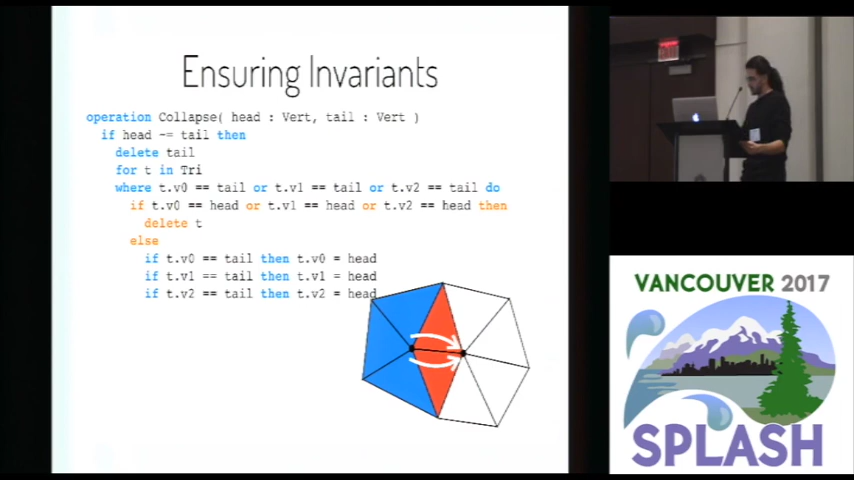 Ensuring Invariants
operation Collapse( head : Vert, tail : Vert )
if head ~= tail then
delete tail
for t in Tri
where t.v0 == tail or t.v1 == tail or t.v2 == tail do
if t.v0 == head or t.v1 == head or t.v2 == head then
delete t
else
if t.v0 == tail then t.v0 = head
if t.v1 == tail then t.v1 = head
if t.v2 == tail then t.v2 = head
VANCOUVER 2017
SPLASH